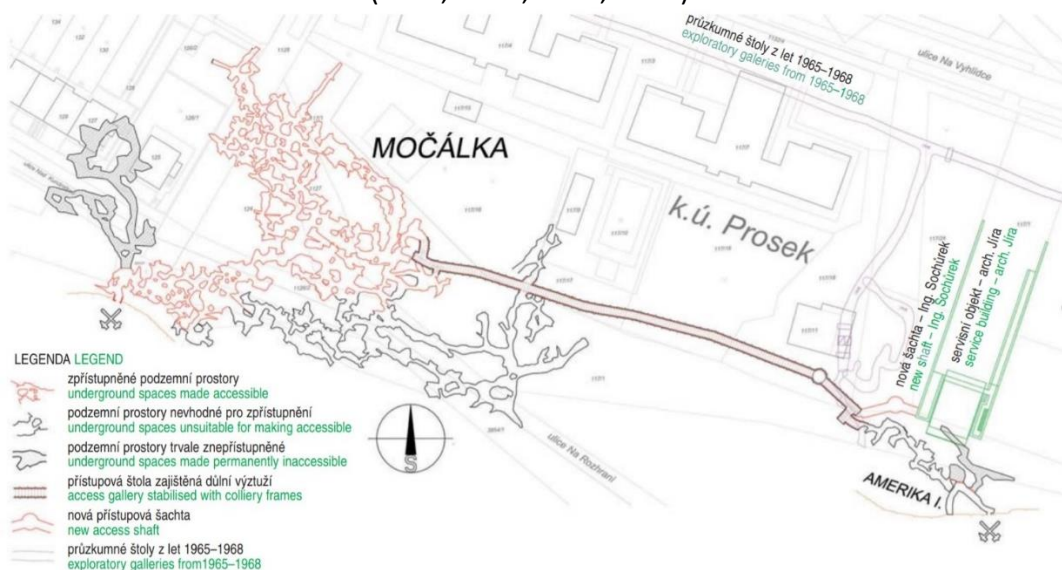 průzkumné štoly z let 1965–1968
exploratory galleries from 1965–1968
ulice Na Vyhlídce
MOČÁLKA
k.ú. Prosek
nová šachta – Ing. Sochůrek
new shaft – Ing. Sochůrek
servisní objekt – arch. Jíra
service building – arch. Jíra
ulice Na Rozhraní
AMERIKA I.
S
LEGENDA LEGEND
zpřístupněné podzemní prostory
underground spaces made accessible
podzemní prostory nevhodné pro zpřístupnění
underground spaces unsuitable for making accessible
podzemní prostory trvale znepřístupněné
underground spaces made permanently inaccessible
přístupová štola zajištěná důlní výztuží
access gallery stabilised with colliery frames
nová přístupová šachta
new access shaft
průzkumné štoly z let 1965–1968
exploratory galleries from1965–1968